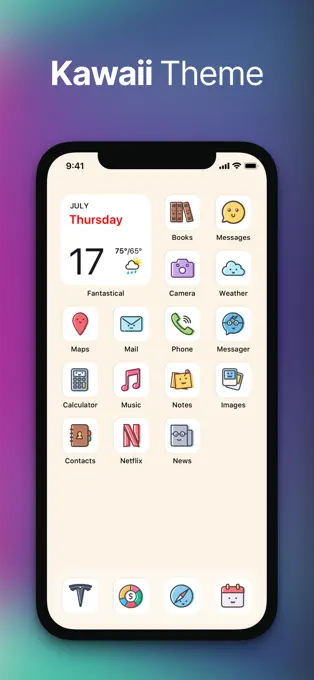 Kawaii Theme
9:41
JULY
Thursday
17
75°/65°
Fantastical
Books
Messages
Camera
Weather
Maps
Mail
Phone
Messager
Calculator
Music
Notes
Images
Contacts
Netflix
News
$